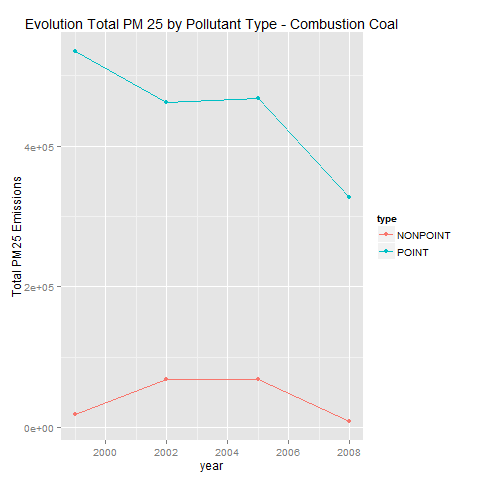 Evolution Total PM 25 by Pollutant Type - Combustion Coal
Total PM25 Emissions
4e+05
2e+05
0e+00
2000 2002 2004 2006 2008
year
type
NONPOINT
POINT